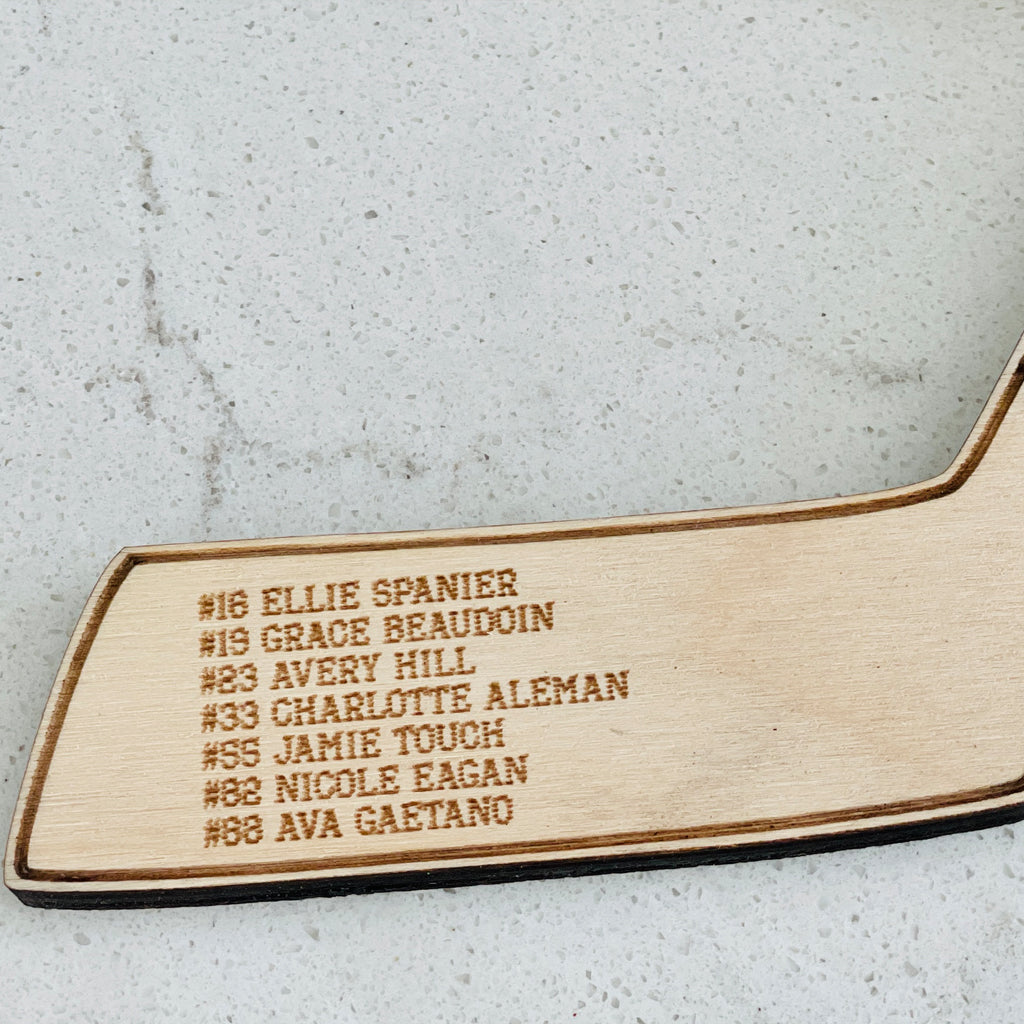 #16 ELLIE SPANIER
#19 GRACE BEAUDOIN
#23 AVERY HILL
#33 CHARLOTTE ALEMAN
#55 JAMIE TOUCH
#82 NICOLE EAGAN
#88 AVA GAETANO